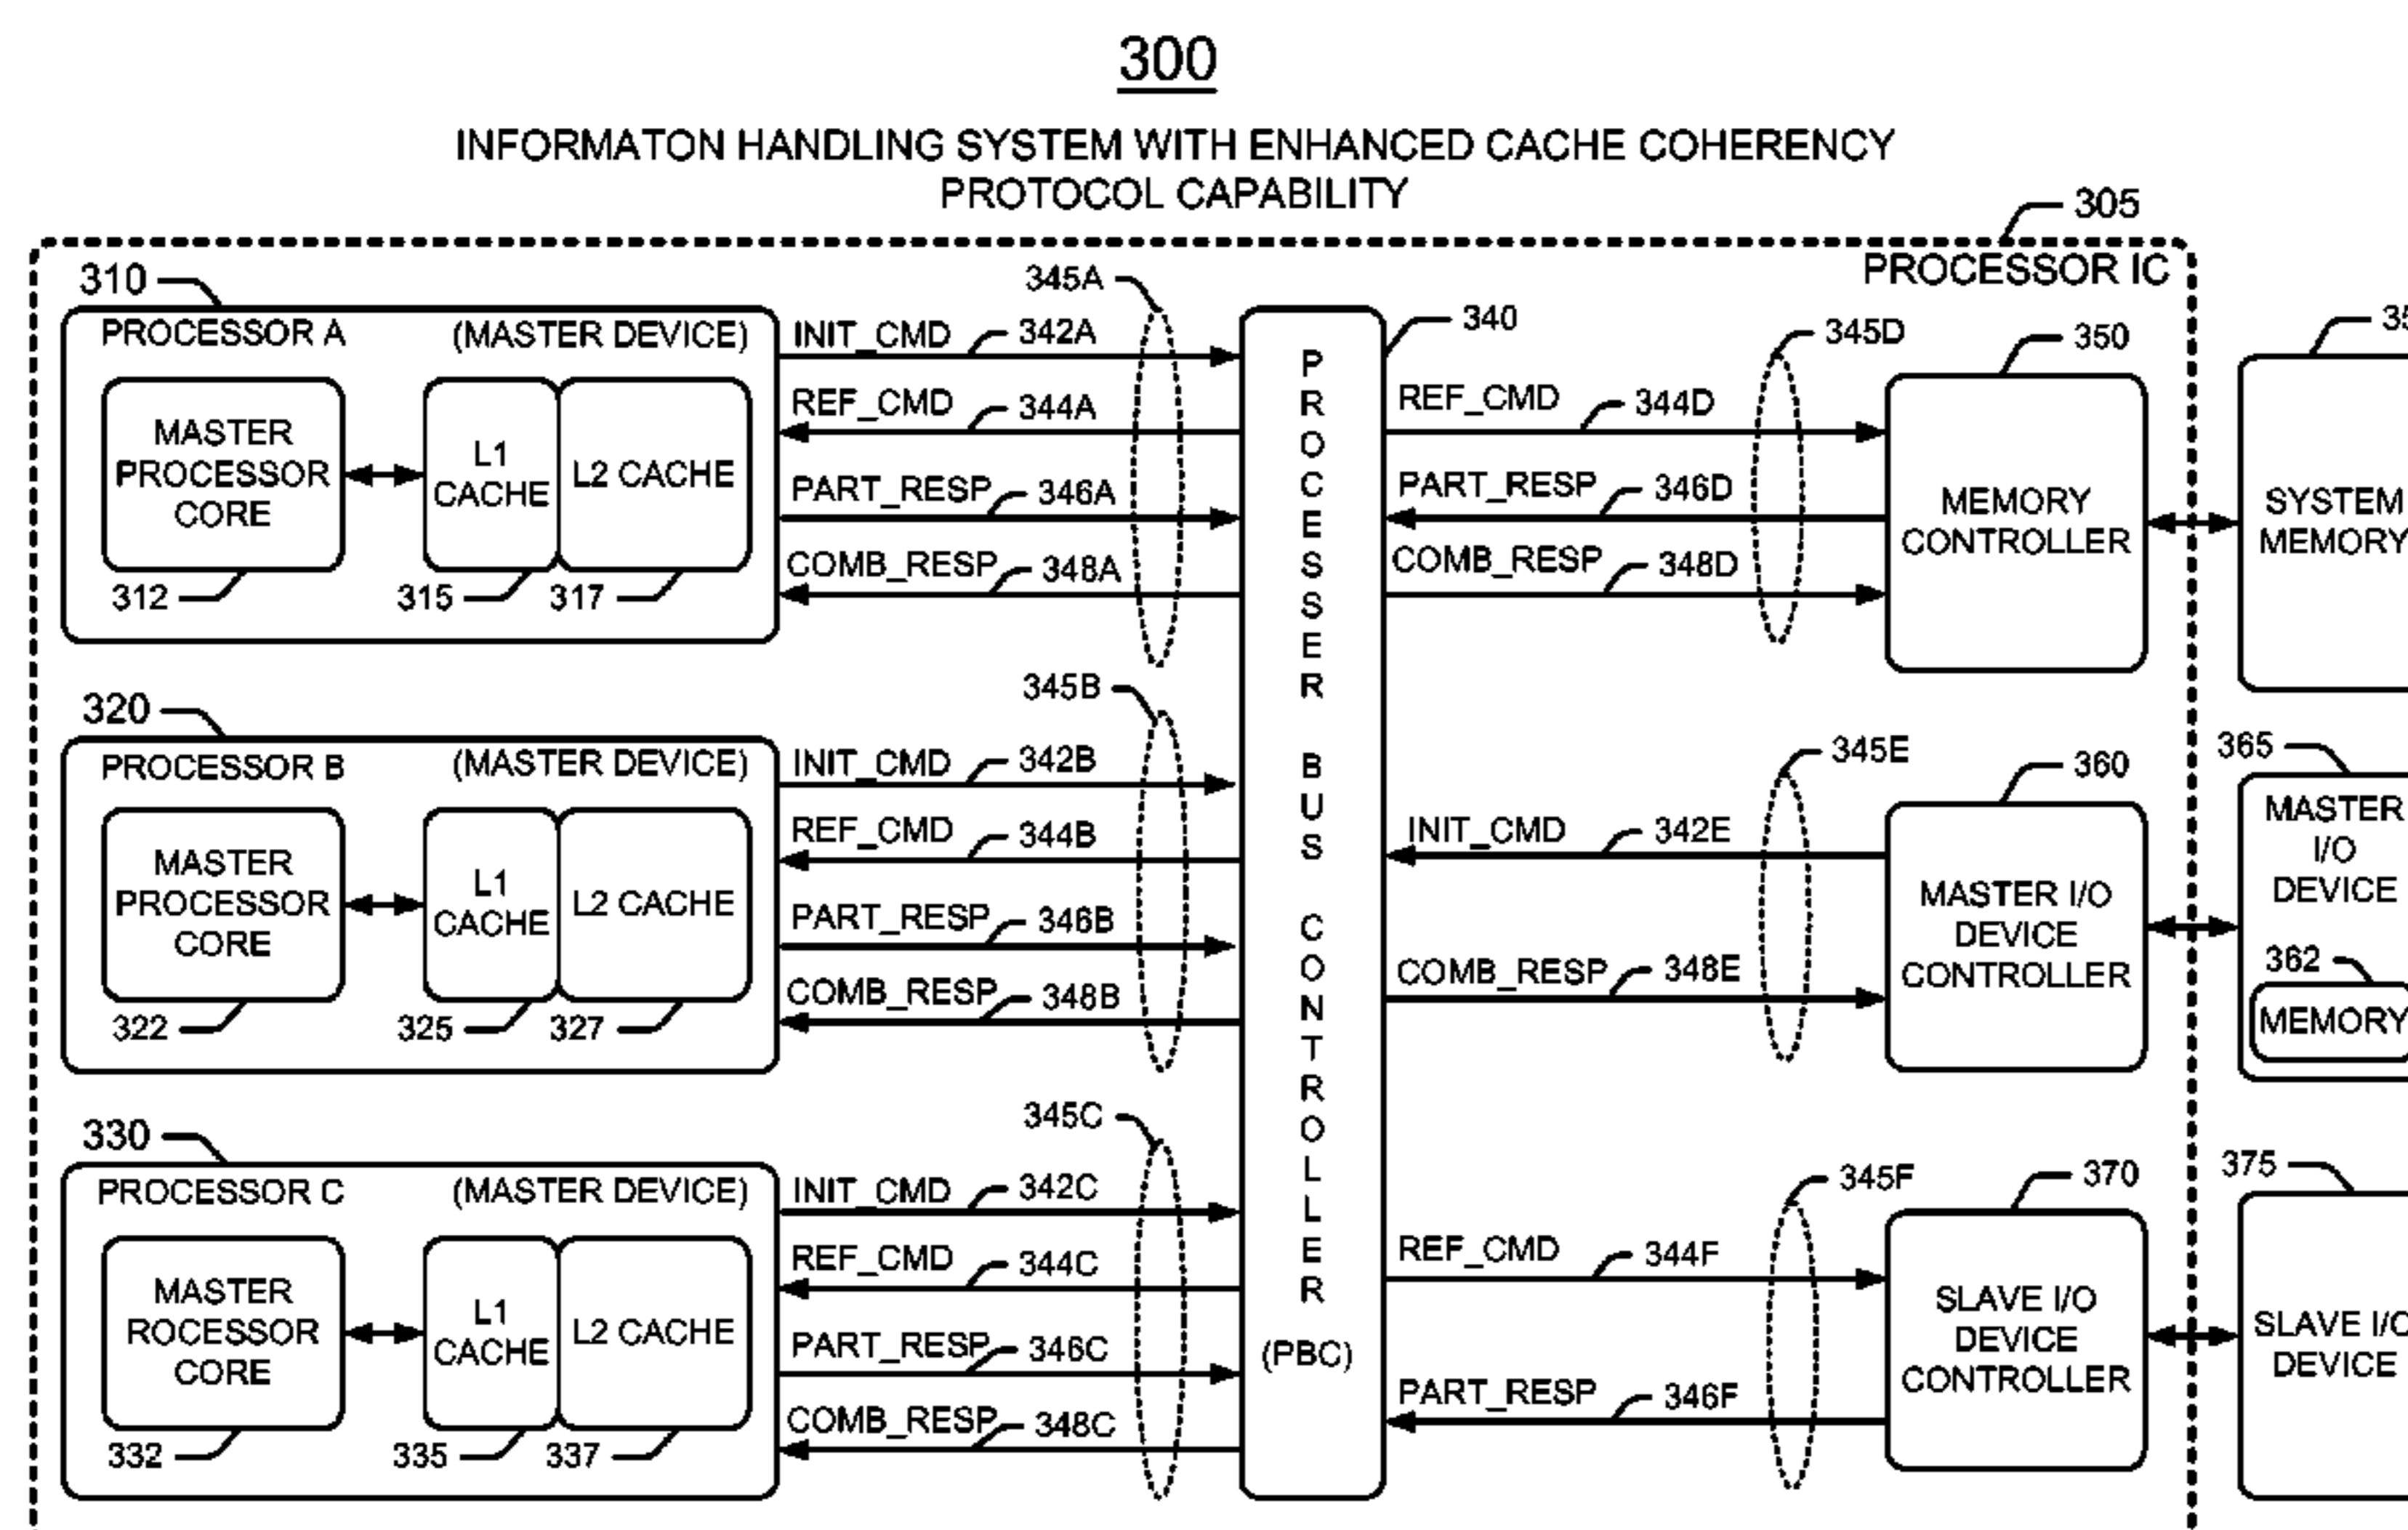 300
INFORMATON HANDLING SYSTEM WITH ENHANCED CACHE COHERENCY
PROTOCOL CAPABILITY
305
PROCESSOR IC
310
PROCESSOR A (MASTER DEVICE)
MASTER
PROCESSOR
CORE
L1
CACHE
L2 CACHE
312
315
317
345A
INIT_CMD 342A
REF_CMD 344A
PART_RESP 346A
COMB_RESP 348A
320
PROCESSOR B (MASTER DEVICE)
MASTER
PROCESSOR
CORE
L1
CACHE
L2 CACHE
322
325
327
345B
INIT_CMD 342B
REF_CMD 344B
PART_RESP 346B
COMB_RESP 348B
330
PROCESSOR C (MASTER DEVICE)
MASTER
ROCESSOR
CORE
L1
CACHE
L2 CACHE
332
335
337
345C
INIT_CMD 342C
REF_CMD 344C
PART_RESP 346C
COMB_RESP 348C
340
PROCESSER BUS CONTROLLER
(PBC)
345D
REF_CMD 344D
PART_RESP 346D
COMB_RESP 348D
350
MEMORY
CONTROLLER
SYSTEM
MEMORY
345E
INIT_CMD 342E
COMB_RESP 348E
360
MASTER I/O
DEVICE
CONTROLLER
365
MASTER
I/O
DEVICE
362
MEMORY
345F
REF_CMD 344F
PART_RESP 346F
370
SLAVE I/O
DEVICE
CONTROLLER
375
SLAVE I/O
DEVICE